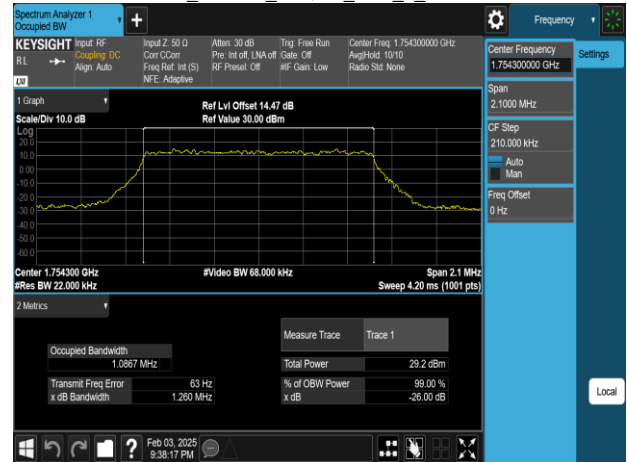 Spectrum Analyzer 1
Occupied BW
Frequency
KEYSIGHT
RL
LXI
Input: RF
Coupling: DC
Align: Auto
Input Z: 50 Ω
Corr CCorr
Freq Ref: Int (S)
NFE: Adaptive
Atten: 30 dB
Pre: Int off, LNA off
RF Presel: Off
Trig: Free Run
Gate: Off
#IF Gain: Low
Center Freq: 1.754300000 GHz
Avg|Hold: 10/10
Radio Std: None
Center Frequency
1.754300000 GHz
Settings
Span
2.1000 MHz
CF Step
210.000 kHz
Auto
Man
Freq Offset
0 Hz
1 Graph
Scale/Div 10.0 dB
Ref Lvl Offset 14.47 dB
Ref Value 30.00 dBm
Log
20.0
10.0
0.00
-10.0
-20.0
-30.0
-40.0
-50.0
-60.0
Center 1.754300 GHz
#Res BW 22.000 kHz
#Video BW 68.000 kHz
Span 2.1 MHz
Sweep 4.20 ms (1001 pts)
2 Metrics
Measure Trace Trace 1
Occupied Bandwidth
1.0867 MHz
Total Power 29.2 dBm
Transmit Freq Error 63 Hz
% of OBW Power 99.00 %
x dB Bandwidth 1.260 MHz
x dB -26.00 dB
Local
?
Feb 03, 2025
9:38:17 PM